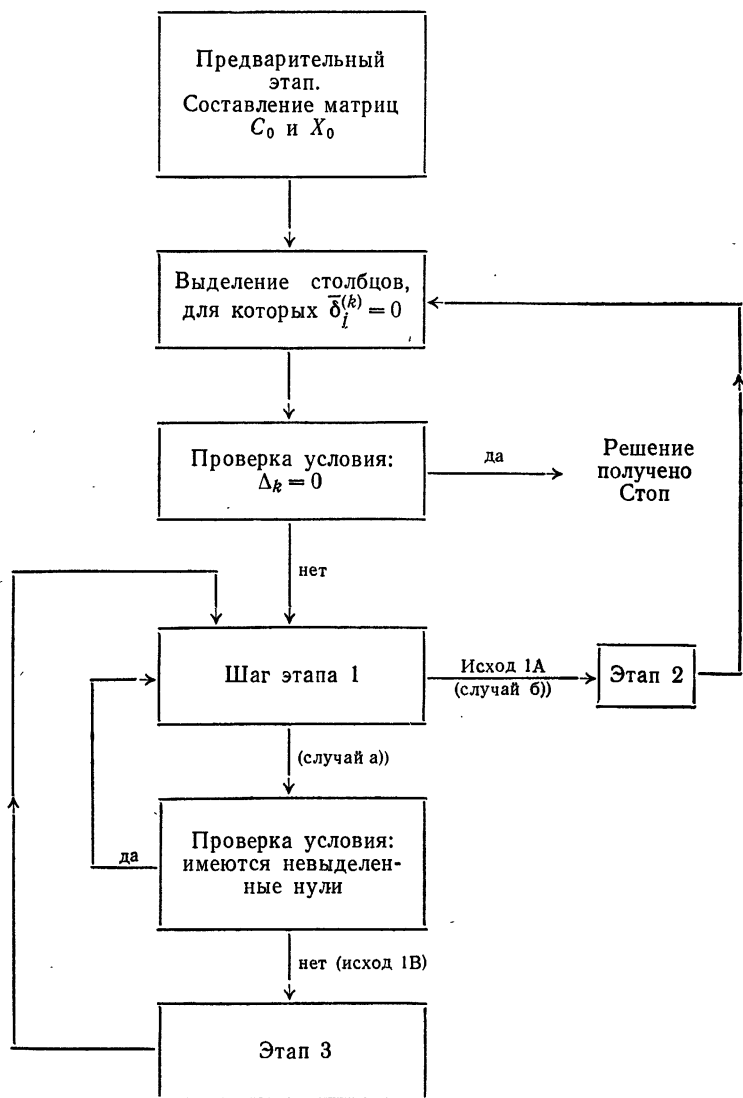 Предварительный
этап.
Составление матриц
C₀ и X₀
Выделение столбцов,
для которых δ̅ᵢ⁽ᵏ⁾ = 0
Проверка условия:
Δₖ = 0
да
Решение
получено
Стоп
нет
Шаг этапа 1
Исход 1А
(случай б))
Этап 2
(случай а))
Проверка условия:
имеются невыделен-
ные нули
да
нет (исход 1В)
Этап 3